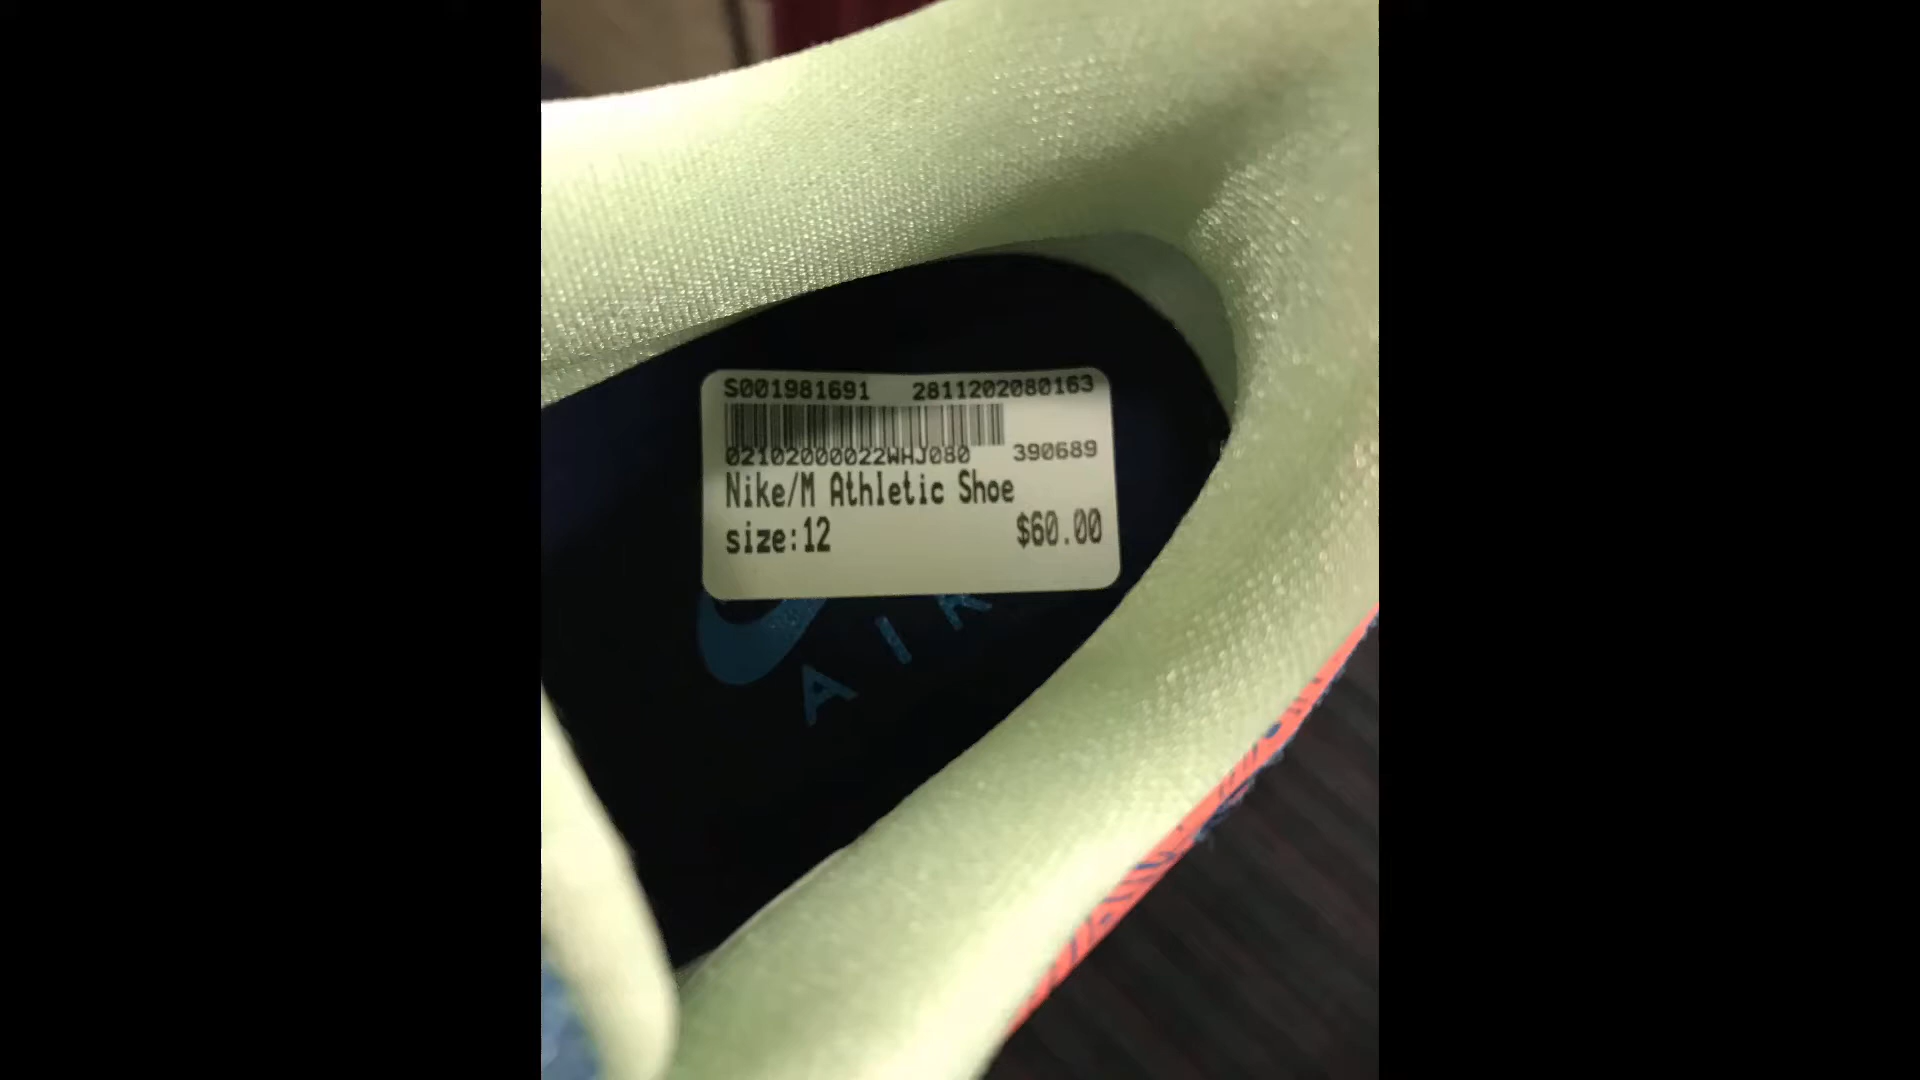 S001981691 2811202080163
02102000022WHJ080 390689
Nike/M Athletic Shoe
size:12 $60.00
AIR